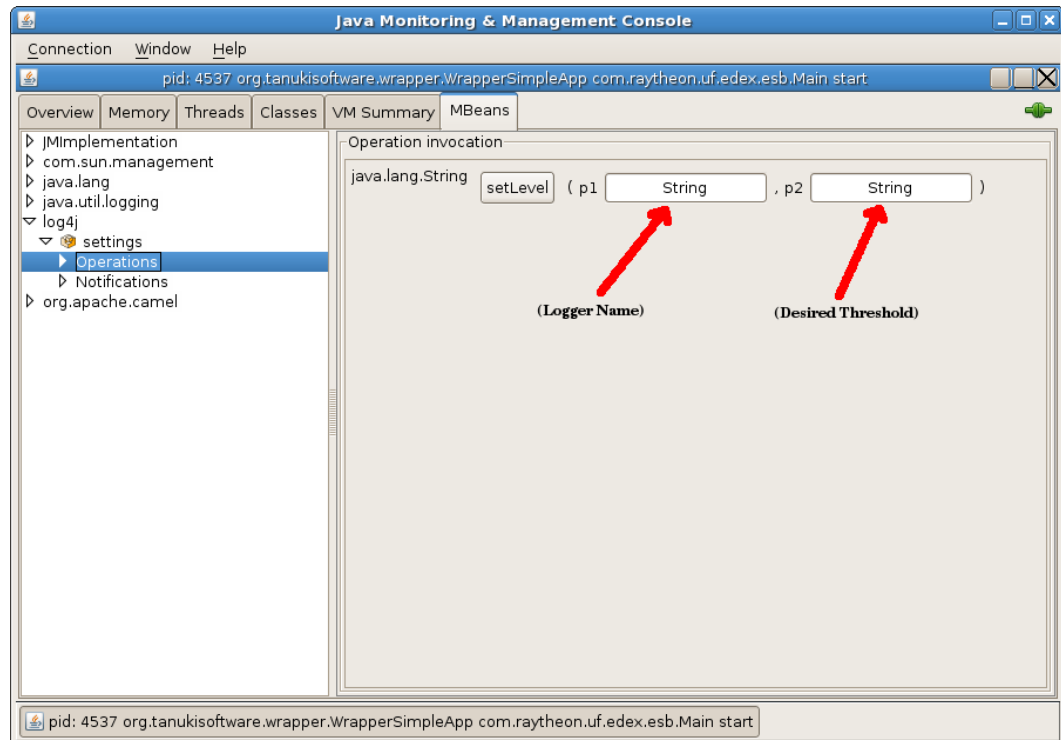 Java Monitoring & Management Console
Connection Window Help
pid: 4537 org.tanukisoftware.wrapper.WrapperSimpleApp com.raytheon.uf.edex.esb.Main start
Overview Memory Threads Classes VM Summary MBeans
JMImplementation
com.sun.management
java.lang
java.util.logging
log4j
settings
Operations
Notifications
org.apache.camel
Operation invocation
java.lang.String setLevel ( p1 String , p2 String )
(Logger Name) (Desired Threshold)
pid: 4537 org.tanukisoftware.wrapper.WrapperSimpleApp com.raytheon.uf.edex.esb.Main start